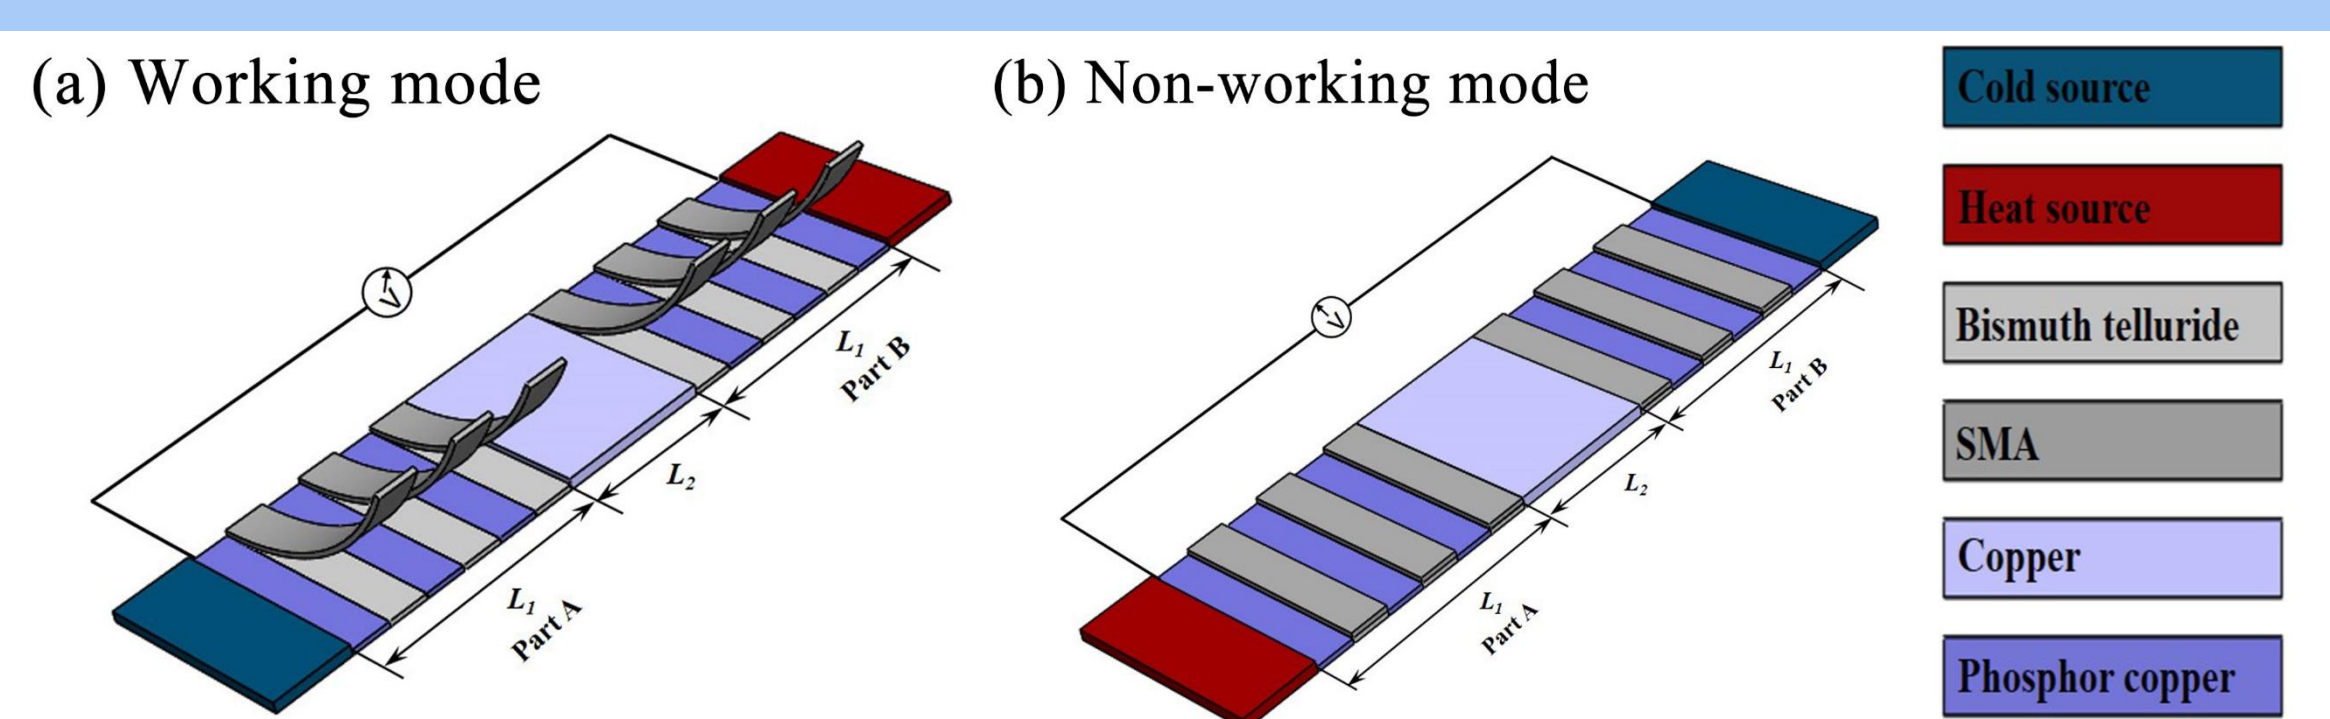 (a) Working mode
V
L1
Part B
L2
L1
Part A
(b) Non-working mode
V
L1
Part B
L2
L1
Part A
Cold source
Heat source
Bismuth telluride
SMA
Copper
Phosphor copper